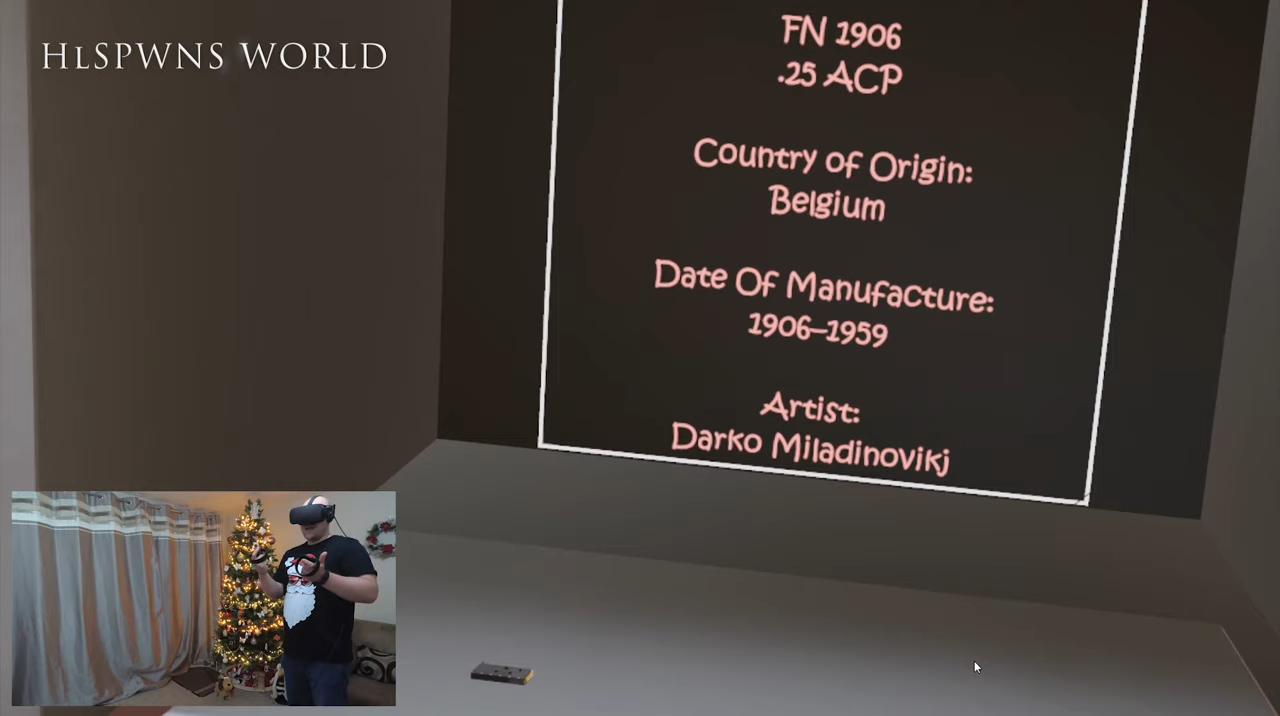 HLSPWNS WORLD
FN 1906
.25 ACP
Country of Origin:
Belgium
Date Of Manufacture:
1906–1959
Artist:
Darko Miladinovikj